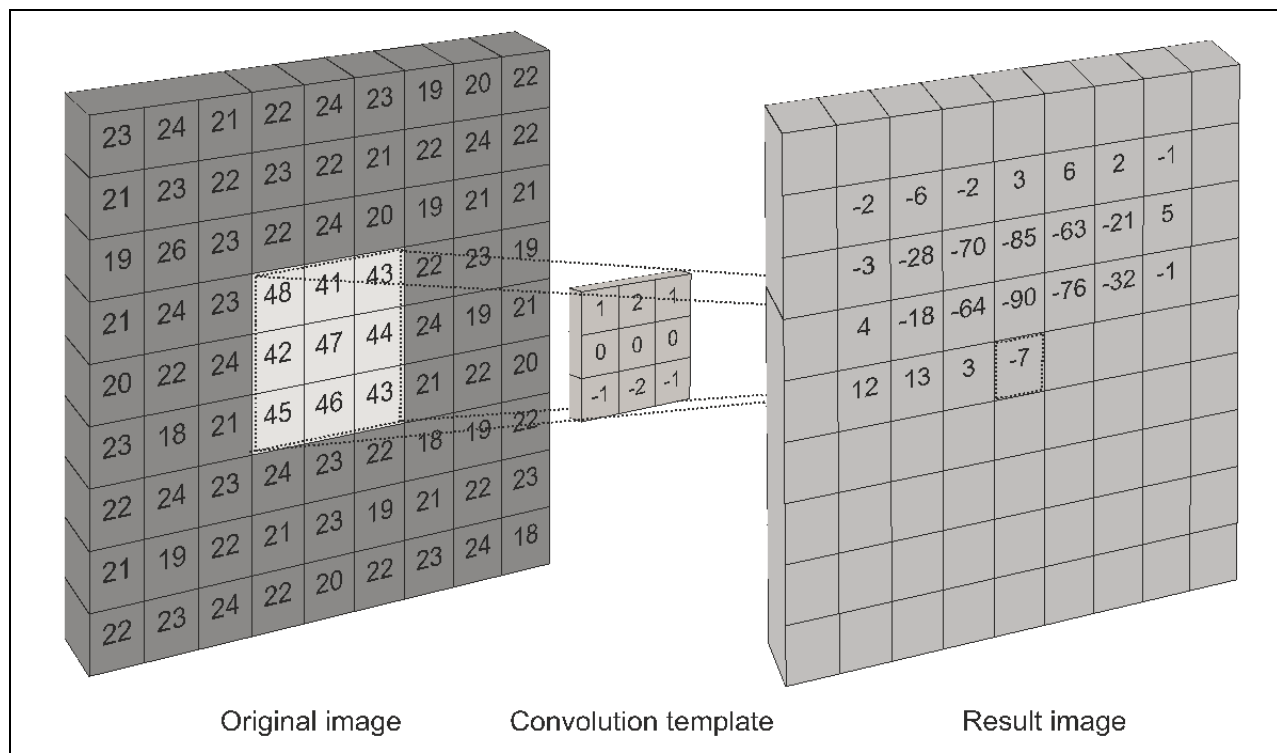 23 24 21 22 24 23 19 20 22
21 23 22 23 22 21 22 24 22
19 26 23 22 24 20 19 21 21
21 24 23 48 41 43 22 23 19
20 22 24 42 47 44 24 19 21
23 18 21 45 46 43 21 22 20
22 24 23 24 23 22 18 19 22
21 19 22 21 23 19 21 22 23
22 23 24 22 20 22 23 24 18
1 2 1
0 0 0
-1 -2 -1
-2 -6 -2 3 6 2 -1
-3 -28 -70 -85 -63 -21 5
4 -18 -64 -90 -76 -32 -1
12 13 3 -7
Original image
Convolution template
Result image